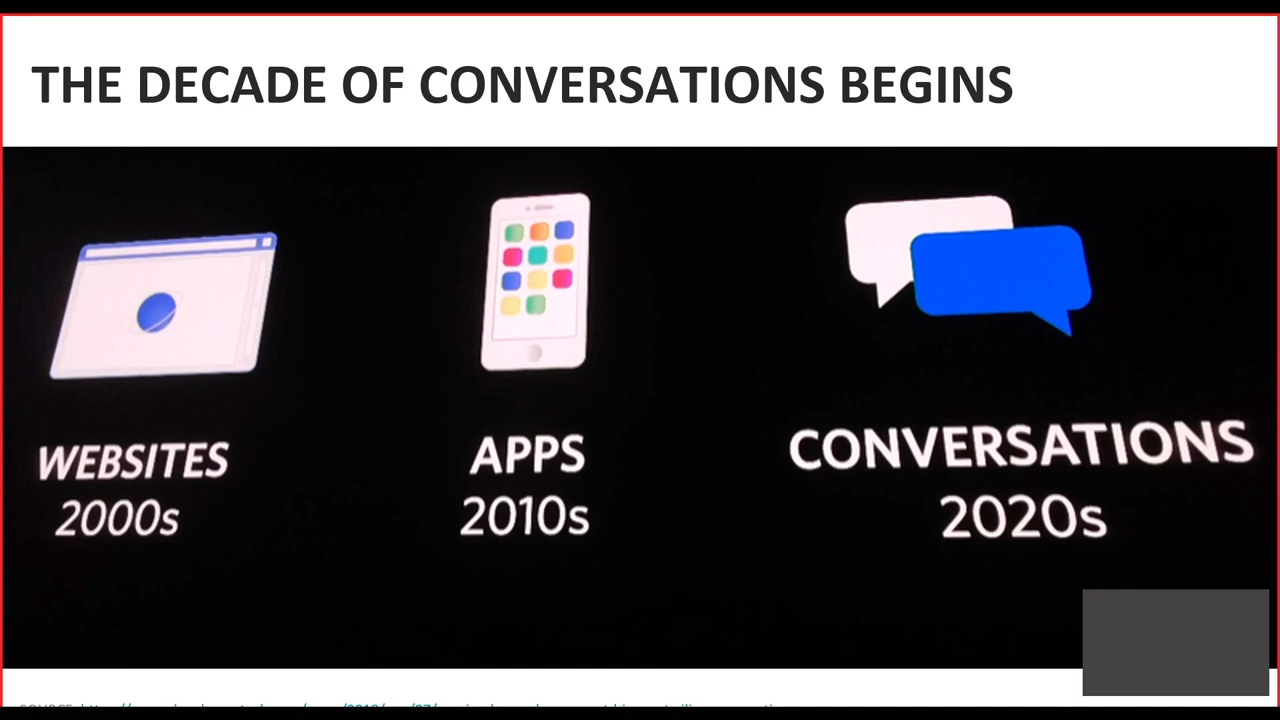 THE DECADE OF CONVERSATIONS BEGINS
WEBSITES
2000s
APPS
2010s
CONVERSATIONS
2020s